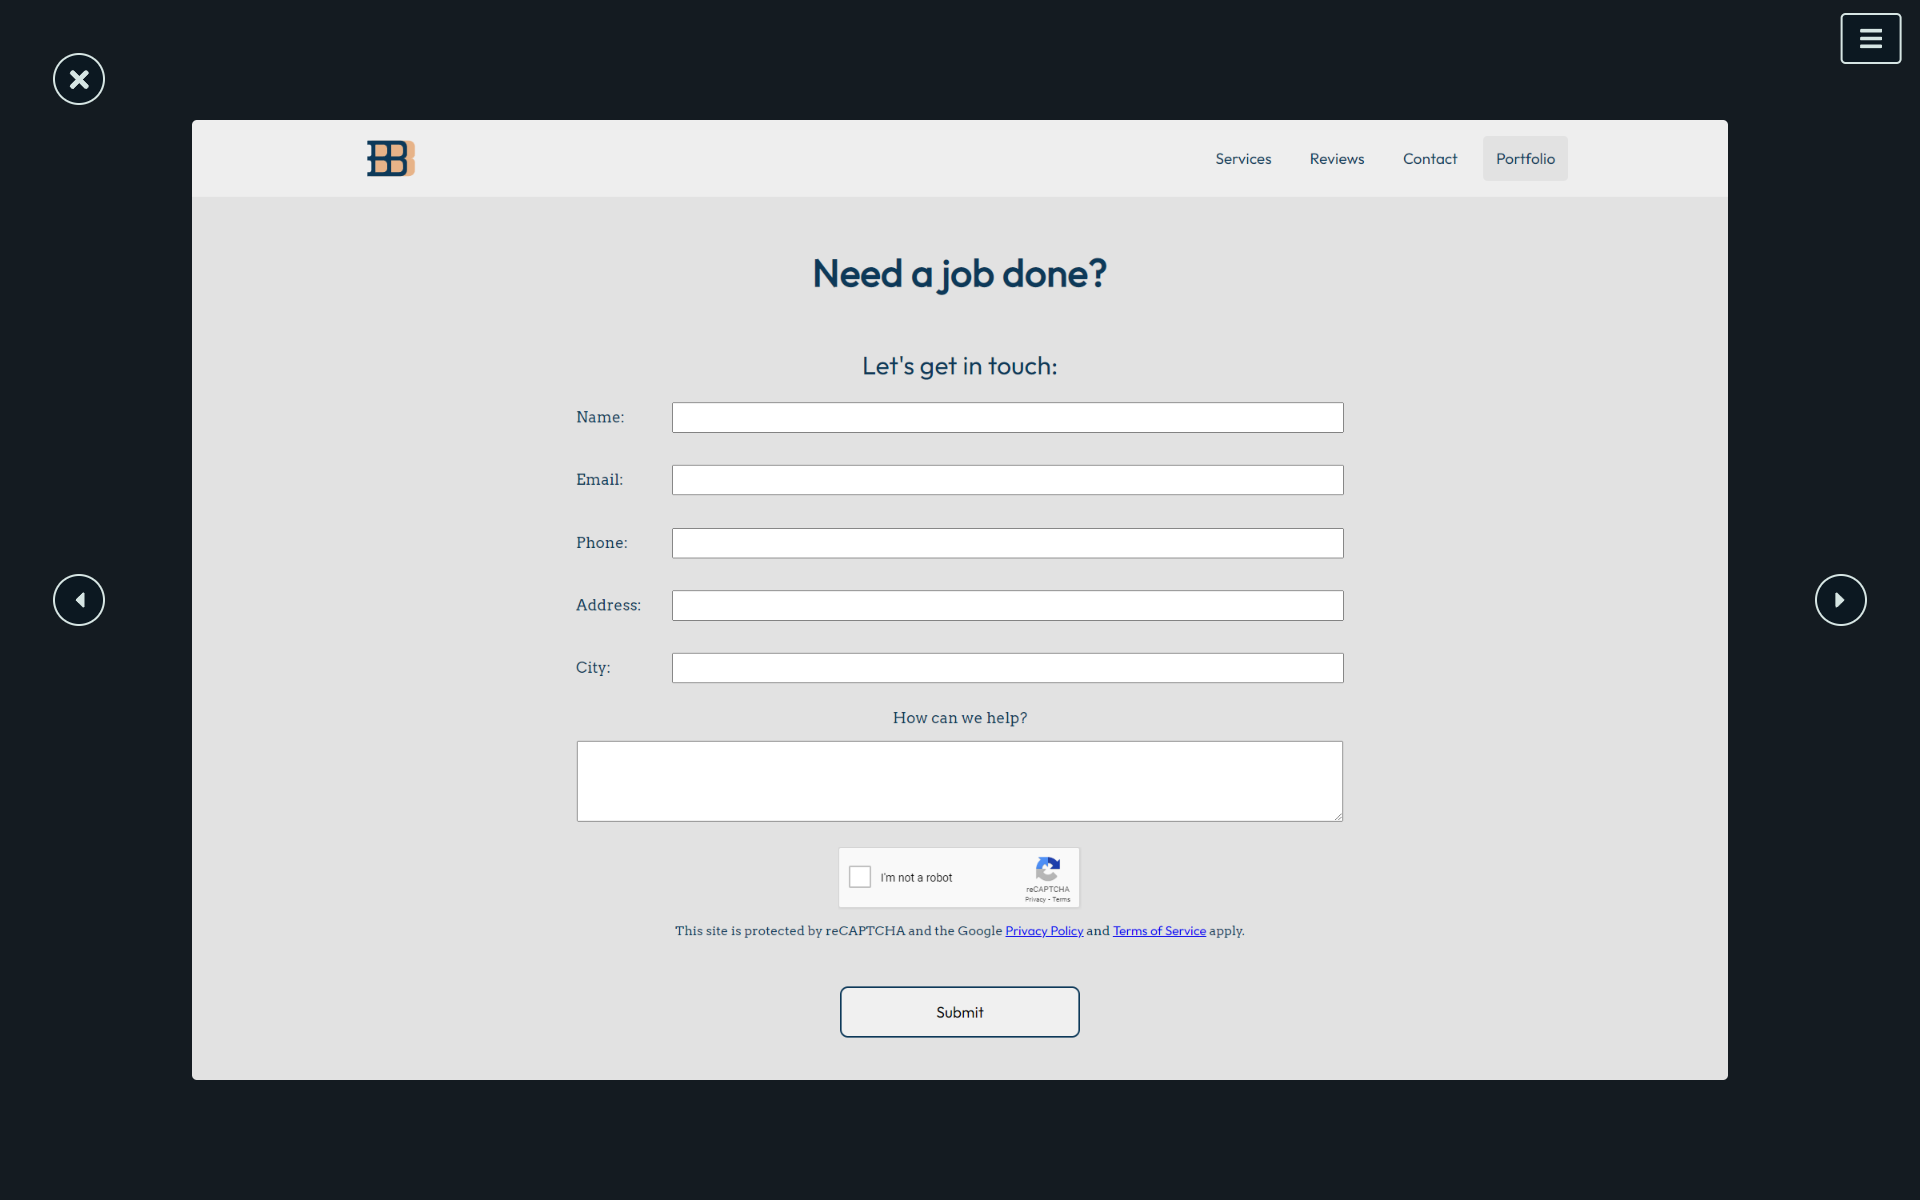 BB
Services Reviews Contact Portfolio
Need a job done?
Let's get in touch:
Name:
Email:
Phone:
Address:
City:
How can we help?
I'm not a robot
reCAPTCHA
Privacy - Terms
This site is protected by reCAPTCHA and the Google Privacy Policy and Terms of Service apply.
Submit